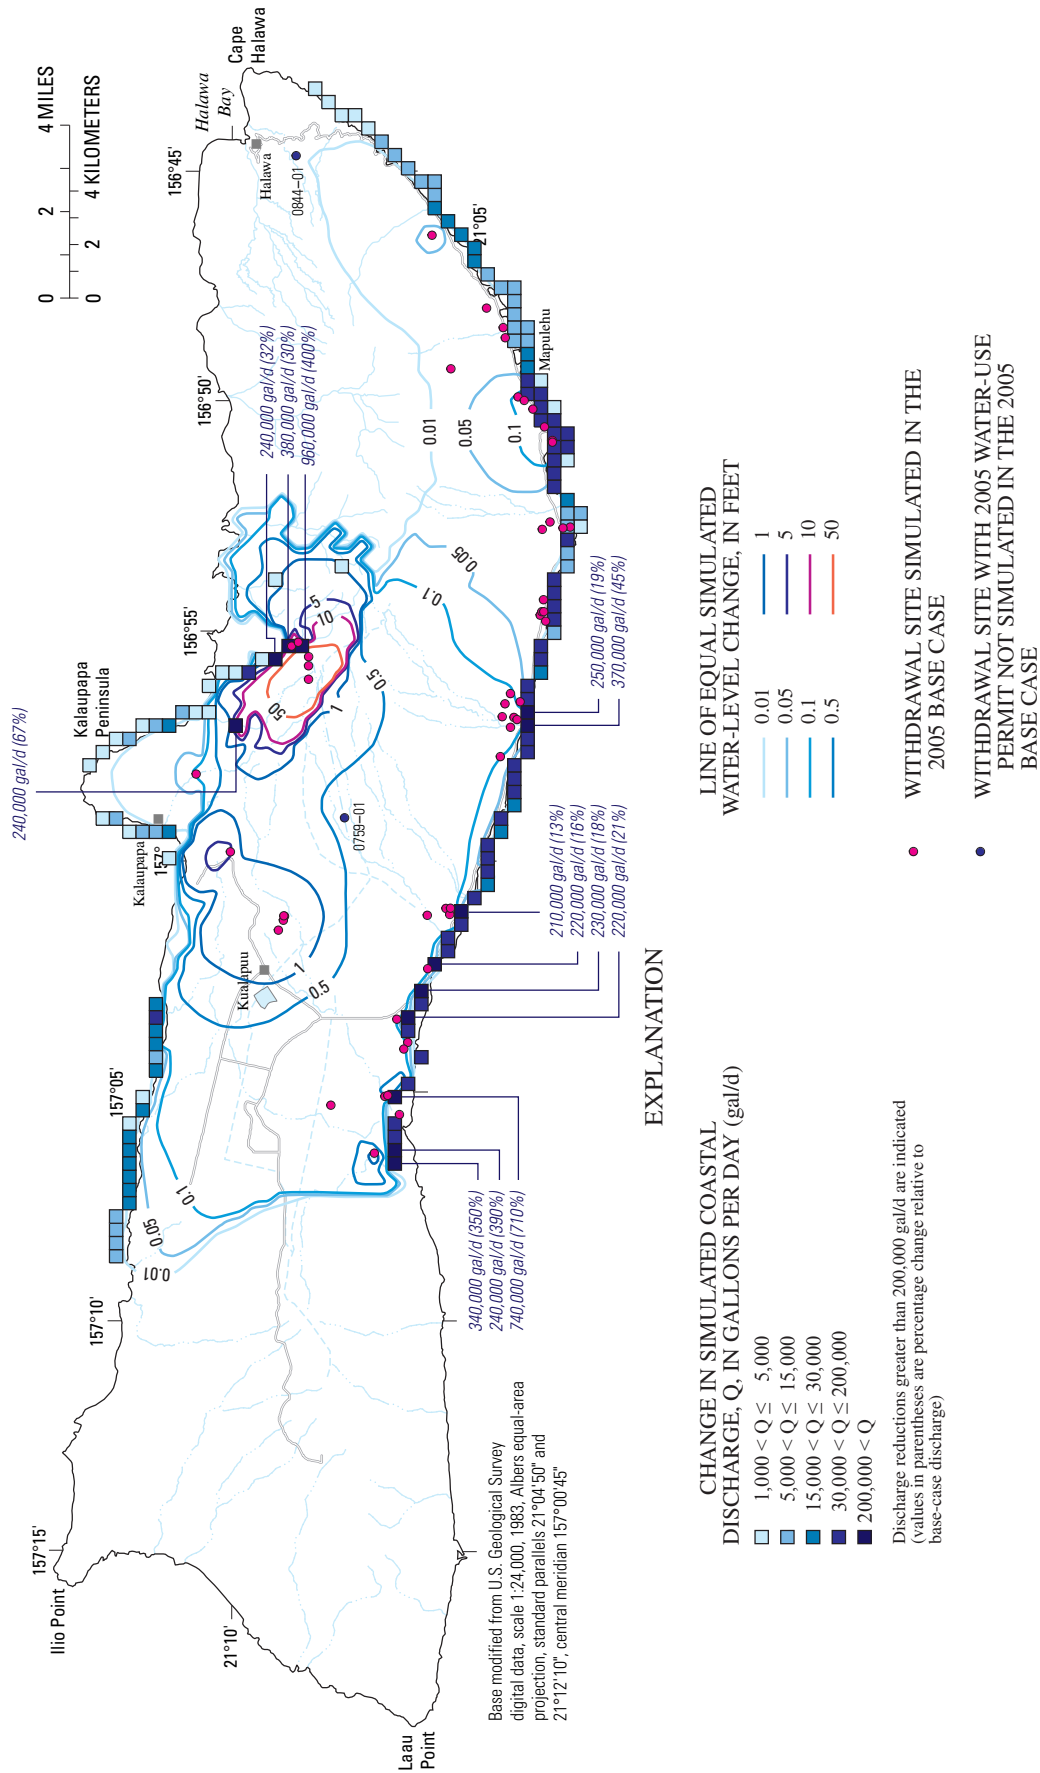 Ilio Point
157°15'
157°10'
157°05'
157°
156°55'
156°50'
156°45'
21°10'
21°05'
Laau
Point
Kalaupapa
Peninsula
Kalaupapa
Kualapuu
Mapulehu
Halawa
Halawa
Bay
Cape
Halawa
0844–01
0759–01
0 2 4 MILES
0 2 4 KILOMETERS
240,000 gal/d (67%)
240,000 gal/d (32%)
380,000 gal/d (30%)
960,000 gal/d (400%)
340,000 gal/d (350%)
240,000 gal/d (390%)
740,000 gal/d (710%)
210,000 gal/d (13%)
220,000 gal/d (16%)
230,000 gal/d (18%)
220,000 gal/d (21%)
250,000 gal/d (19%)
370,000 gal/d (45%)
0.01
0.05
0.1
0.5
1
50
1
0.5
5
10
0.1
0.05
0.01
0.05
0.1
Base modified from U.S. Geological Survey
digital data, scale 1:24,000, 1983, Albers equal-area
projection, standard parallels 21°04'50" and
21°12'10", central meridian 157°00'45"
EXPLANATION
CHANGE IN SIMULATED COASTAL
DISCHARGE, Q, IN GALLONS PER DAY (gal/d)
1,000 < Q ≤ 5,000
5,000 < Q ≤ 15,000
15,000 < Q ≤ 30,000
30,000 < Q ≤ 200,000
200,000 < Q
Discharge reductions greater than 200,000 gal/d are indicated
(values in parentheses are percentage change relative to
base-case discharge)
LINE OF EQUAL SIMULATED
WATER-LEVEL CHANGE, IN FEET
0.01
0.05
0.1
0.5
1
5
10
50
WITHDRAWAL SITE SIMULATED IN THE
2005 BASE CASE
WITHDRAWAL SITE WITH 2005 WATER-USE
PERMIT NOT SIMULATED IN THE 2005
BASE CASE